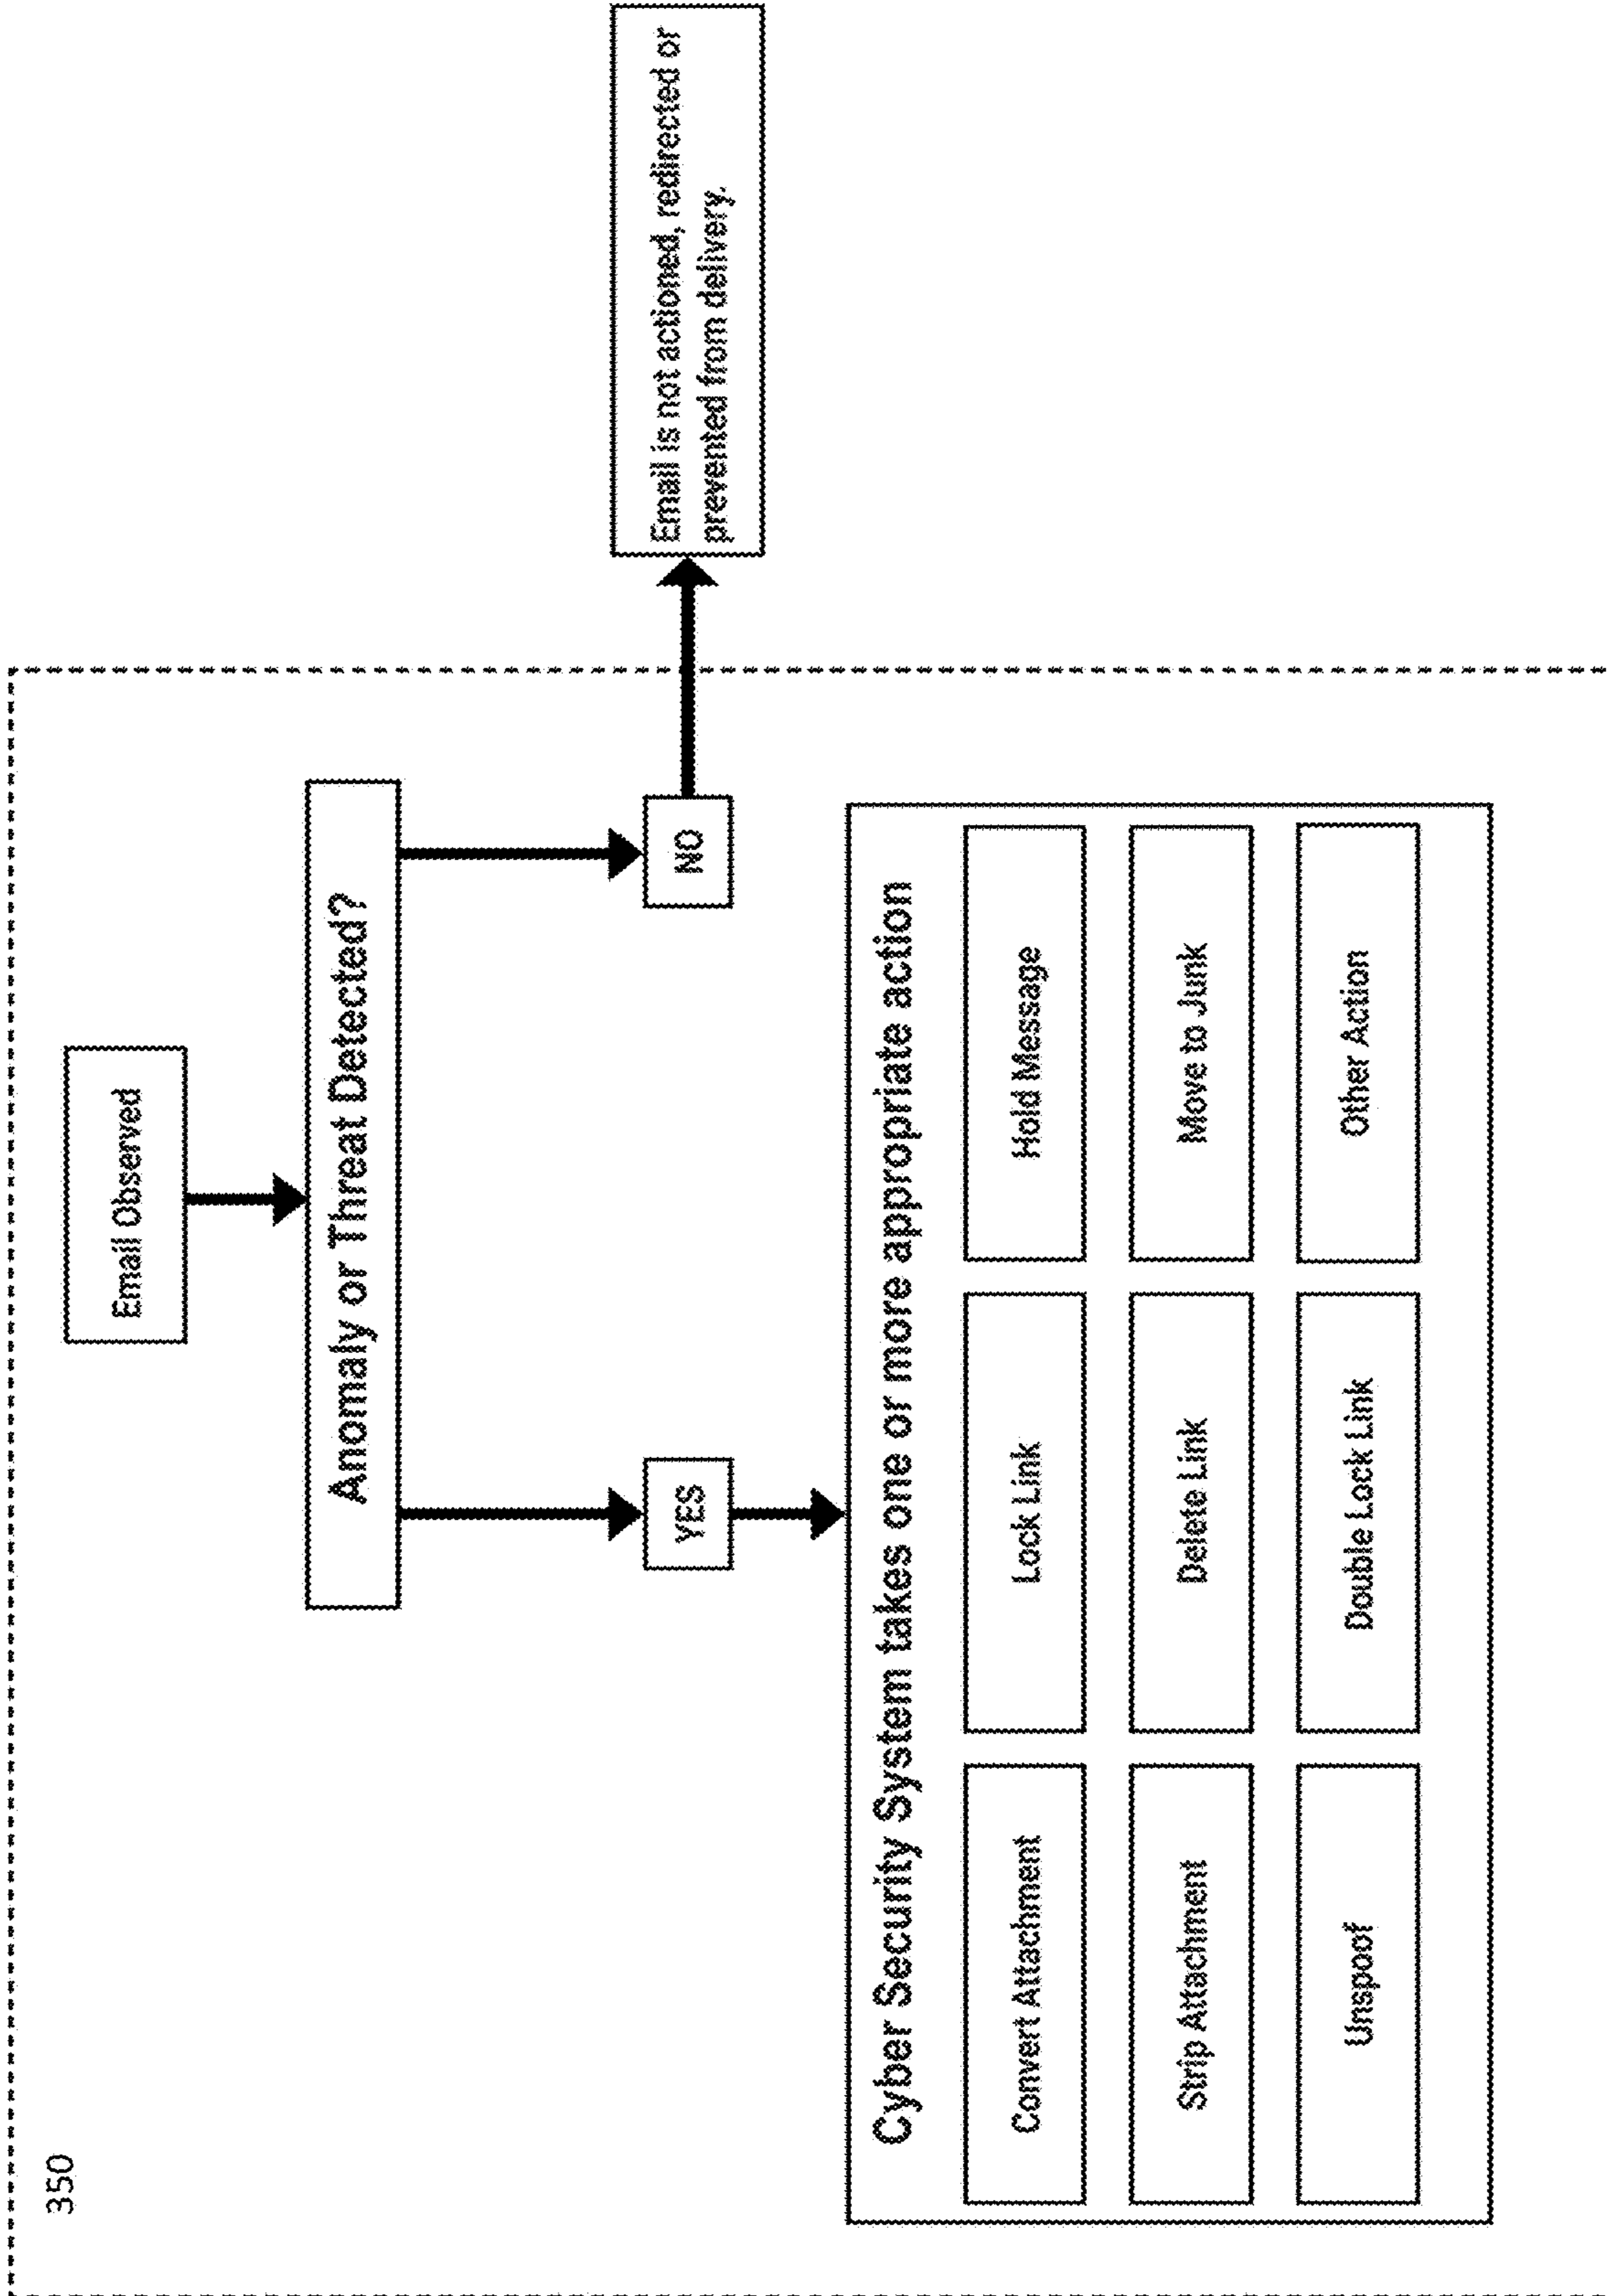 350
Email Observed
Anomaly or Threat Detected?
YES
NO
Email is not actioned, redirected or
prevented from delivery.
Cyber Security System takes one or more appropriate action
Convert Attachment
Lock Link
Hold Message
Strip Attachment
Delete Link
Move to Junk
Unspoof
Double Lock Link
Other Action